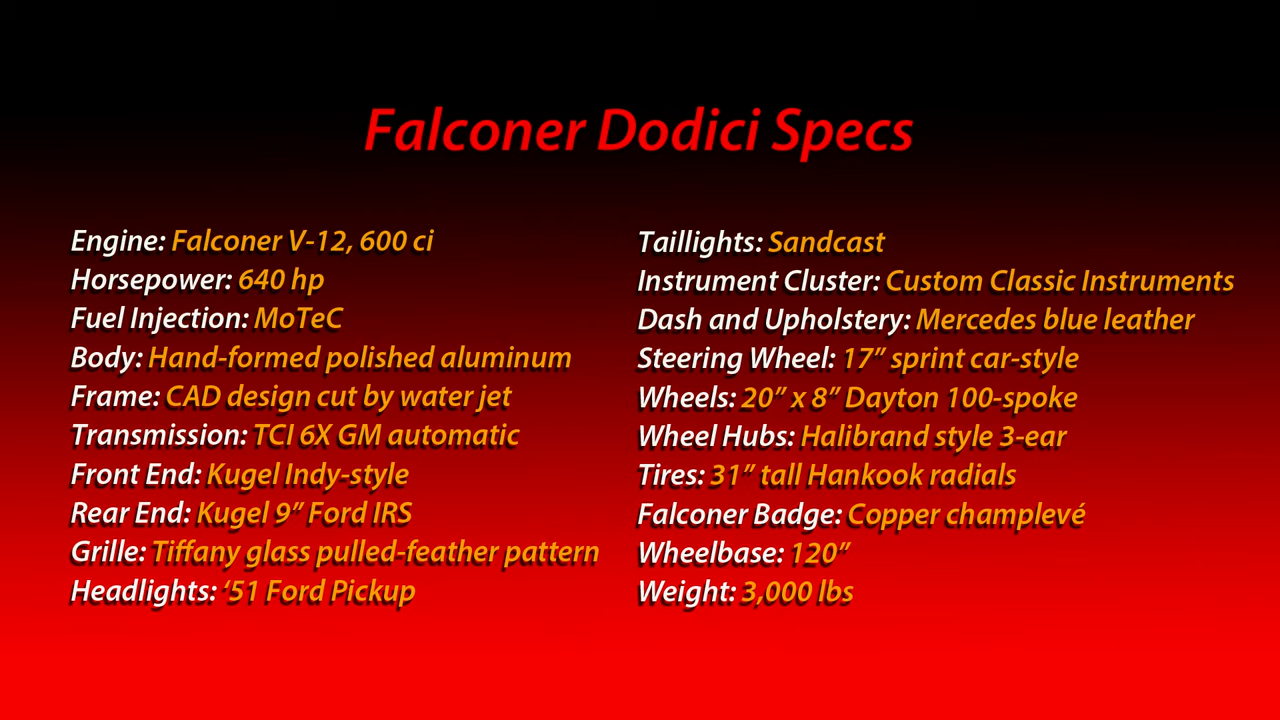 Falconer Dodici Specs
Engine: Falconer V-12, 600 ci
Horsepower: 640 hp
Fuel Injection: MoTeC
Body: Hand-formed polished aluminum
Frame: CAD design cut by water jet
Transmission: TCI 6X GM automatic
Front End: Kugel Indy-style
Rear End: Kugel 9” Ford IRS
Grille: Tiffany glass pulled-feather pattern
Headlights: ‘51 Ford Pickup
Taillights: Sandcast
Instrument Cluster: Custom Classic Instruments
Dash and Upholstery: Mercedes blue leather
Steering Wheel: 17” sprint car-style
Wheels: 20” x 8” Dayton 100-spoke
Wheel Hubs: Halibrand style 3-ear
Tires: 31” tall Hankook radials
Falconer Badge: Copper champlevé
Wheelbase: 120”
Weight: 3,000 lbs